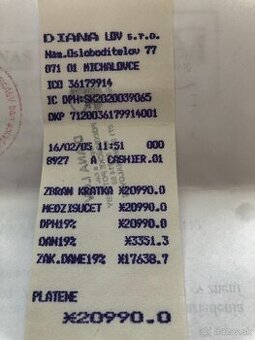 DIANA LOV s.r.o.
Nam.Osloboditelov 77
071 01 MICHALOVCE
ICO 36179914
IC DPH:SK2020039065
DKP 7120036179914001
16/02/05 11:51 000
8927 A CASHIER.01
ZBRAN KRATKA ¥20990.0
MEDZISUCET ¥20990.0
DPH19% ¥20990.0
DAN19% ¥3351.3
ZAK.DANE19% ¥17638.7
PLATENE
¥20990.0